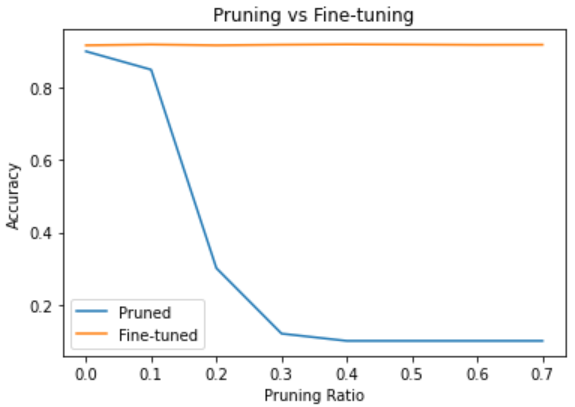 Pruning vs Fine-tuning
Accuracy
0.8
0.6
0.4
0.2
Pruned
Fine-tuned
0.0 0.1 0.2 0.3 0.4 0.5 0.6 0.7
Pruning Ratio